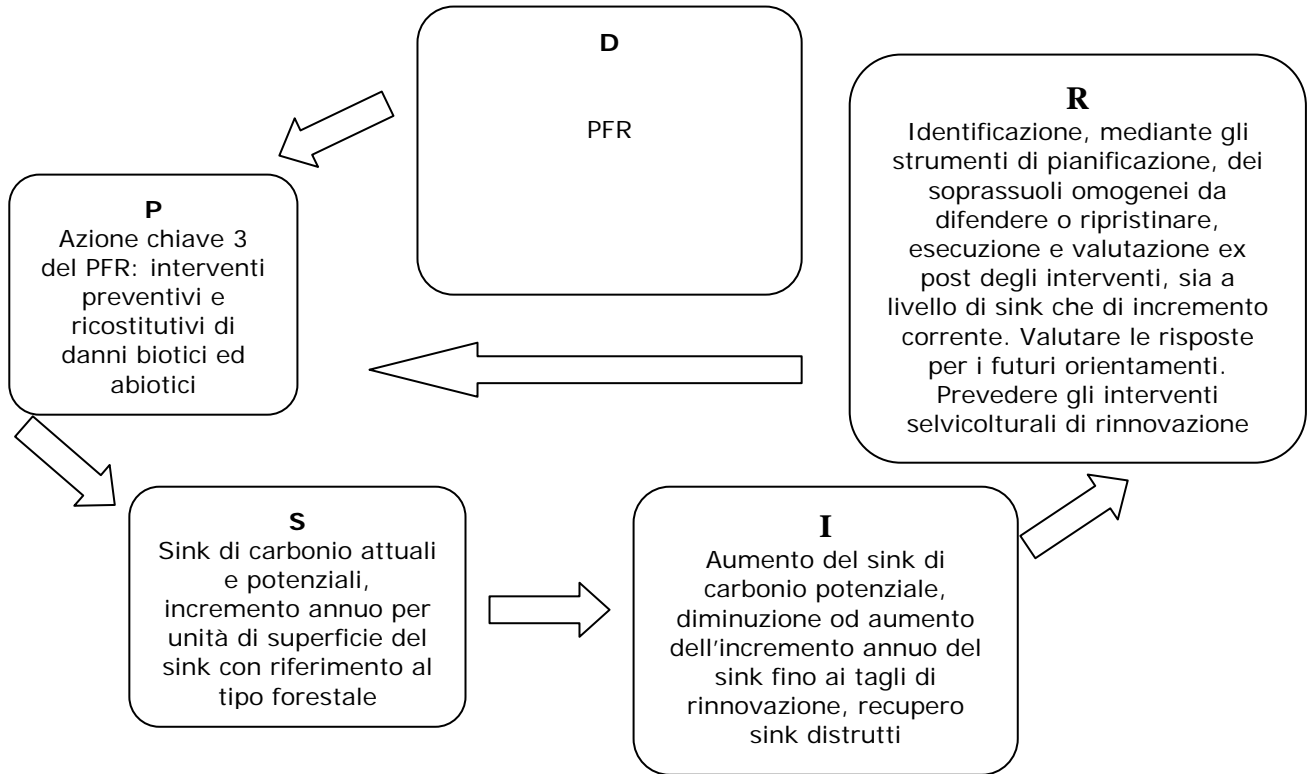 D
PFR
R
Identificazione, mediante gli
strumenti di pianificazione, dei
soprassuoli omogenei da
difendere o ripristinare,
esecuzione e valutazione ex
post degli interventi, sia a
livello di sink che di incremento
corrente. Valutare le risposte
per i futuri orientamenti.
Prevedere gli interventi
selvicolturali di rinnovazione
P
Azione chiave 3
del PFR: interventi
preventivi e
ricostitutivi di
danni biotici ed
abiotici
S
Sink di carbonio attuali
e potenziali,
incremento annuo per
unità di superficie del
sink con riferimento al
tipo forestale
I
Aumento del sink di
carbonio potenziale,
diminuzione od aumento
dell'incremento annuo del
sink fino ai tagli di
rinnovazione, recupero
sink distrutti